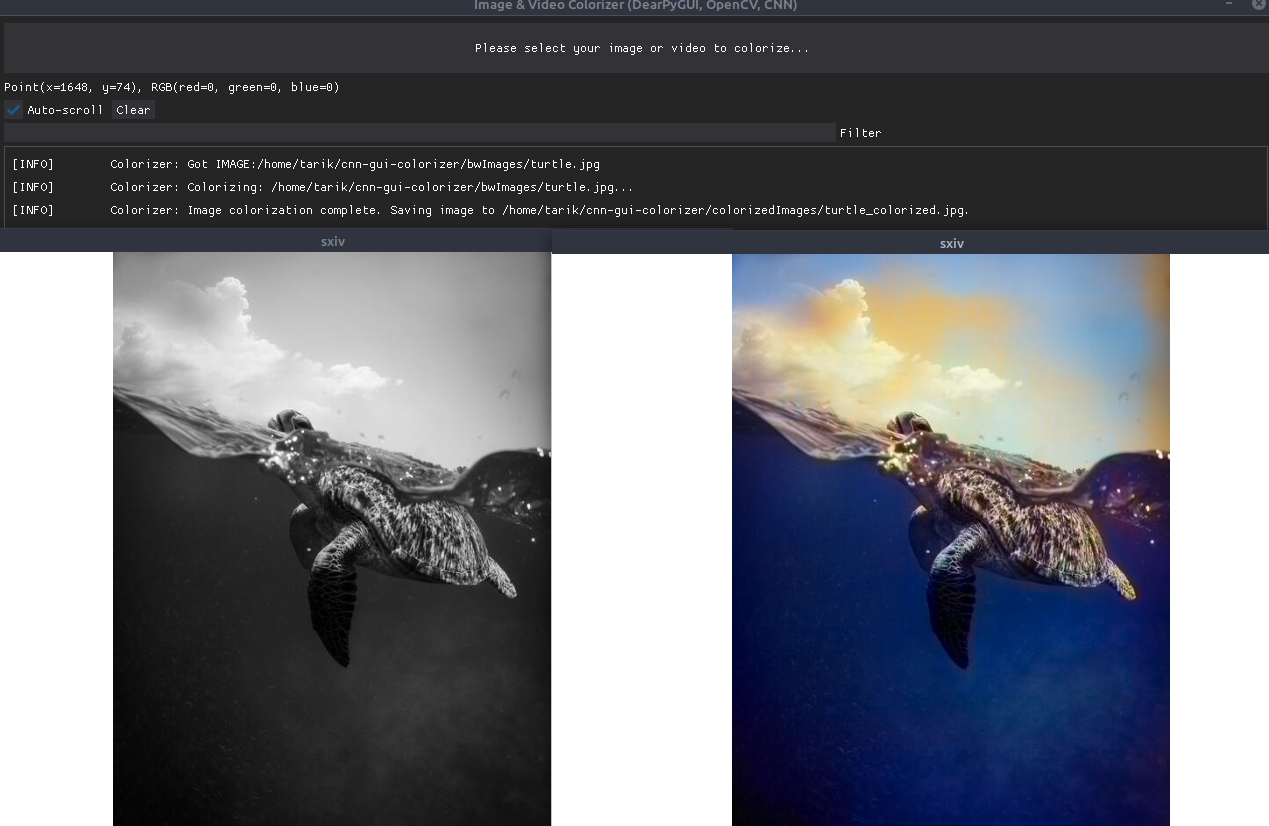 Image & Video Colorizer (DearPyGUI, OpenCV, CNN)
Please select your image or video to colorize...
Point(x=1648, y=74), RGB(red=0, green=0, blue=0)
Auto-scroll Clear
Filter
[INFO] Colorizer: Got IMAGE:/home/tarik/cnn-gui-colorizer/bwImages/turtle.jpg
[INFO] Colorizer: Colorizing: /home/tarik/cnn-gui-colorizer/bwImages/turtle.jpg...
[INFO] Colorizer: Image colorization complete. Saving image to /home/tarik/cnn-gui-colorizer/colorizedImages/turtle_colorized.jpg.
sxiv
sxiv